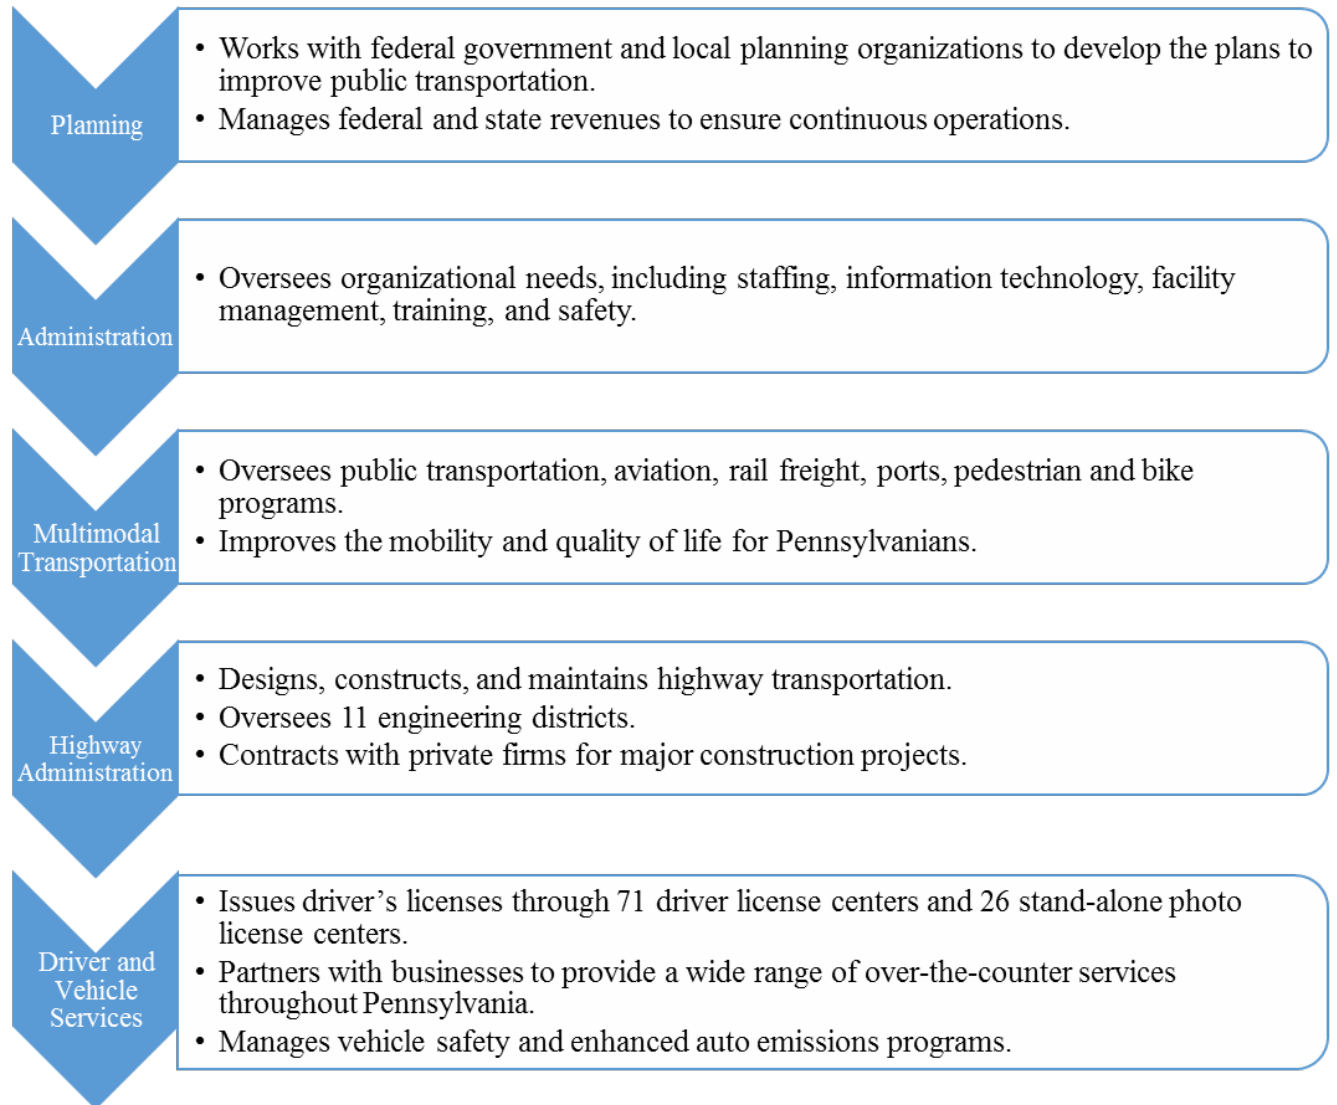 Planning
• Works with federal government and local planning organizations to develop the plans to
improve public transportation.
• Manages federal and state revenues to ensure continuous operations.
Administration
• Oversees organizational needs, including staffing, information technology, facility
management, training, and safety.
Multimodal
Transportation
• Oversees public transportation, aviation, rail freight, ports, pedestrian and bike
programs.
• Improves the mobility and quality of life for Pennsylvanians.
Highway
Administration
• Designs, constructs, and maintains highway transportation.
• Oversees 11 engineering districts.
• Contracts with private firms for major construction projects.
Driver and
Vehicle
Services
• Issues driver’s licenses through 71 driver license centers and 26 stand-alone photo
license centers.
• Partners with businesses to provide a wide range of over-the-counter services
throughout Pennsylvania.
• Manages vehicle safety and enhanced auto emissions programs.